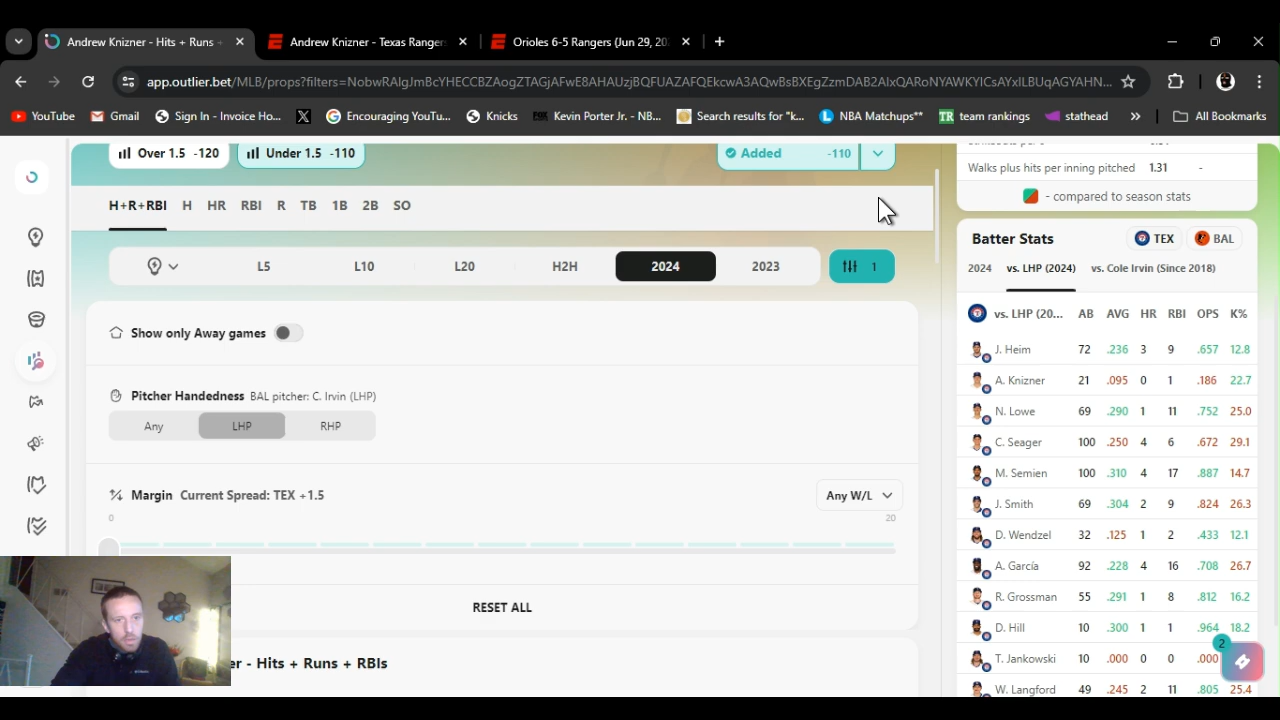 Andrew Knizner - Hits + Runs +
Andrew Knizner - Texas Rangers
Orioles 6-5 Rangers (Jun 29, 20
app.outlier.bet/MLB/props?filters=
YouTube
Gmail
Sign In - Invoice Ho...
Encouraging YouTu...
Knicks
FOX
Kevin Porter Jr. - NB...
Search results for "k...
NBA Matchups**
TR
team rankings
stathead
»
All Bookmarks
Over 1.5 -120
Under 1.5 -110
Added -110
H+R+RBI H HR RBI R TB 1B 2B SO
L5 L10 L20 H2H 2024 2023 1
Show only Away games
Pitcher Handedness BAL pitcher: C. Irvin (LHP)
Any LHP RHP
Margin Current Spread: TEX +1.5
Any W/L
0 20
RESET ALL
er - Hits + Runs + RBIs
Walks plus hits per inning pitched 1.31 -
- compared to season stats
Batter Stats TEX BAL
2024 vs. LHP (2024) vs. Cole Irvin (Since 2018)
vs. LHP (20... AB AVG HR RBI OPS K%
J. Heim 72 .236 3 9 .657 12.8
A. Knizner 21 .095 0 1 .186 22.7
N. Lowe 69 .290 1 11 .752 25.0
C. Seager 100 .250 4 6 .672 29.1
M. Semien 100 .310 4 17 .887 14.7
J. Smith 69 .304 2 9 .824 26.3
D. Wendzel 32 .125 1 2 .433 12.1
A. García 92 .228 4 16 .708 26.7
R. Grossman 55 .291 1 8 .812 16.2
D. Hill 10 .300 1 1 .964 18.2
T. Jankowski 10 .000 0 0 .000
W. Langford 49 .245 2 11 .805 25.4
2